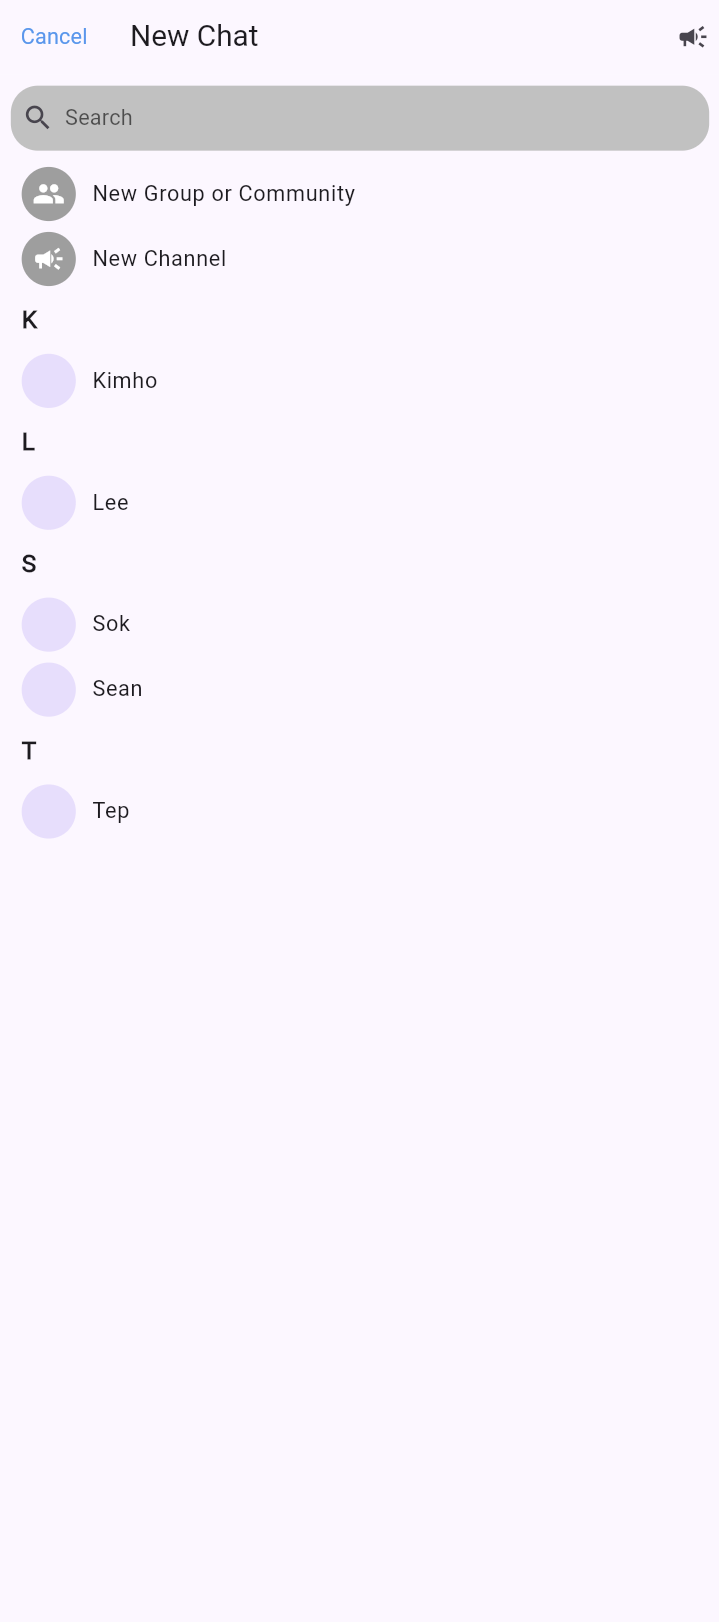 Cancel New Chat
Search
New Group or Community
New Channel
K
Kimho
L
Lee
S
Sok
Sean
T
Tep